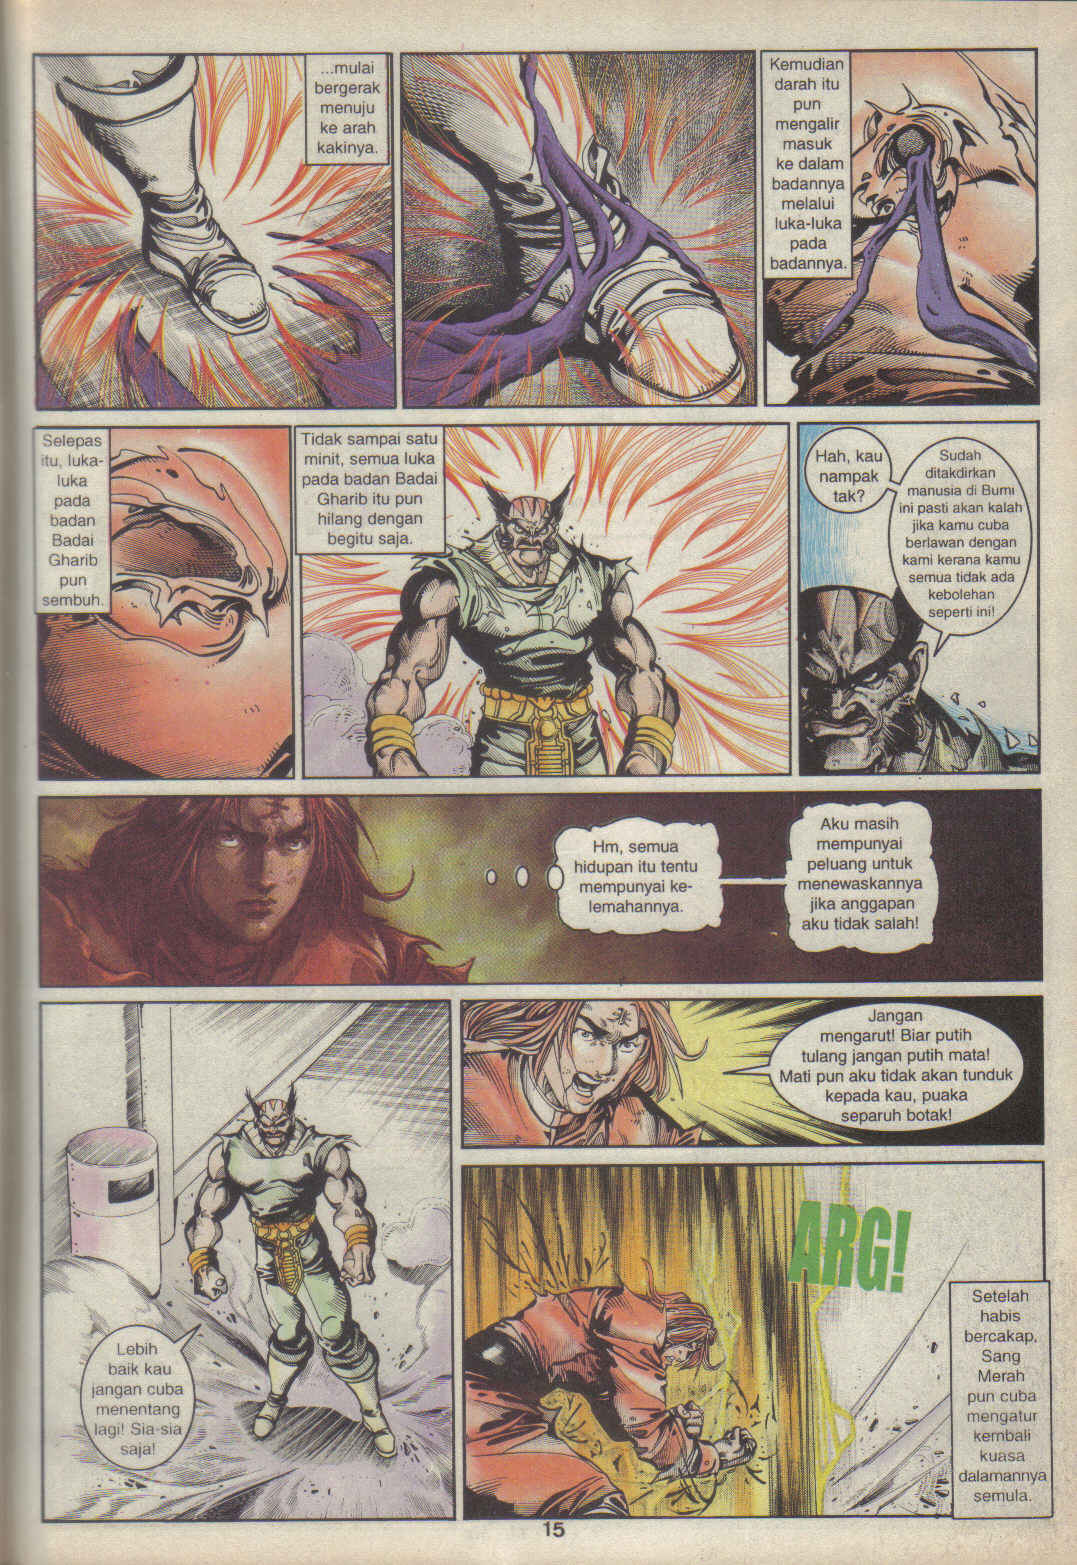 ...mulai
bergerak
menuju
ke arah
kakinya.
Kemudian
darah itu
pun
mengalir
masuk
ke dalam
badannya
melalui
luka-luka
pada
badannya.
Selepas
itu, luka-
luka
pada
badan
Badai
Gharib
pun
sembuh.
Tidak sampai satu
minit, semua luka
pada badan Badai
Gharib itu pun
hilang dengan
begitu saja.
Hah, kau
nampak
tak?
Sudah
ditakdirkan
manusia di Bumi
ini pasti akan kalah
jika kamu cuba
berlawan dengan
kami kerana kamu
semua tidak ada
kebolehan
seperti ini!
Hm, semua
hidupan itu tentu
mempunyai ke-
lemahannya.
Aku masih
mempunyai
peluang untuk
menewaskannya
jika anggapan
aku tidak salah!
Lebih
baik kau
jangan cuba
menentang
lagi! Sia-sia
saja!
Jangan
mengarut! Biar putih
tulang jangan putih mata!
Mati pun aku tidak akan tunduk
kepada kau, puaka
separuh botak!
ARG!
Setelah
habis
bercakap,
Sang
Merah
pun cuba
mengatur
kembali
kuasa
dalamannya
semula.
15